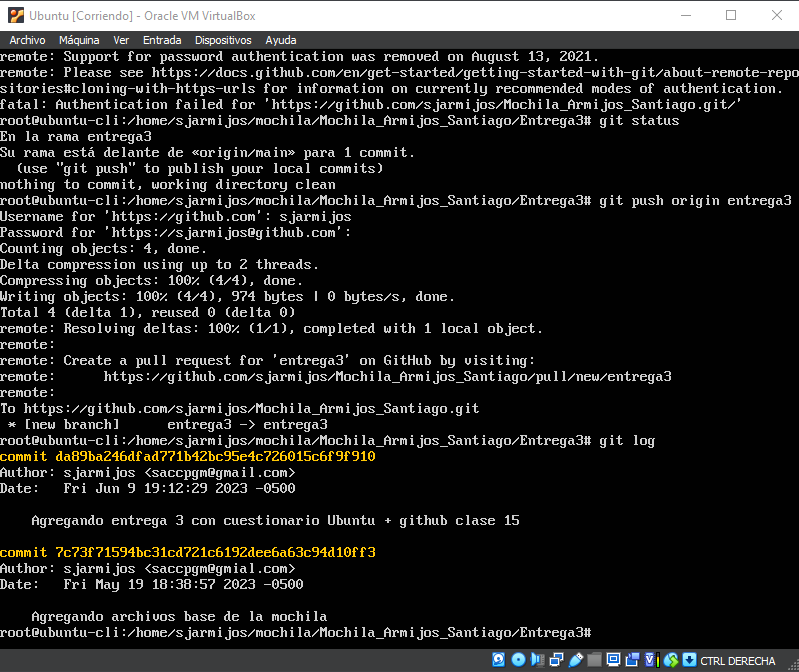 Ubuntu [Corriendo] - Oracle VM VirtualBox
Archivo Máquina Ver Entrada Dispositivos Ayuda
remote: Support for password authentication was removed on August 13, 2021.
remote: Please see https://docs.github.com/en/get-started/getting-started-with-git/about-remote-repo
sitories#cloning-with-https-urls for information on currently recommended modes of authentication.
fatal: Authentication failed for 'https://github.com/sjarmijos/Mochila_Armijos_Santiago.git/'
root@ubuntu-cli:/home/sjarmijos/mochila/Mochila_Armijos_Santiago/Entrega3# git status
En la rama entrega3
Su rama está delante de «origin/main» para 1 commit.
  (use "git push" to publish your local commits)
nothing to commit, working directory clean
root@ubuntu-cli:/home/sjarmijos/mochila/Mochila_Armijos_Santiago/Entrega3# git push origin entrega3
Username for 'https://github.com': sjarmijos
Password for 'https://sjarmijos@github.com':
Counting objects: 4, done.
Delta compression using up to 2 threads.
Compressing objects: 100% (4/4), done.
Writing objects: 100% (4/4), 974 bytes | 0 bytes/s, done.
Total 4 (delta 1), reused 0 (delta 0)
remote: Resolving deltas: 100% (1/1), completed with 1 local object.
remote:
remote: Create a pull request for 'entrega3' on GitHub by visiting:
remote:      https://github.com/sjarmijos/Mochila_Armijos_Santiago/pull/new/entrega3
remote:
To https://github.com/sjarmijos/Mochila_Armijos_Santiago.git
 * [new branch]      entrega3 -> entrega3
root@ubuntu-cli:/home/sjarmijos/mochila/Mochila_Armijos_Santiago/Entrega3# git log
commit da89ba246dfad771b42bc95e4c726015c6f9f910
Author: sjarmijos <saccpgm@gmail.com>
Date:   Fri Jun 9 19:12:29 2023 -0500
    Agregando entrega 3 con cuestionario Ubuntu + github clase 15
commit 7c73f71594bc31cd721c6192dee6a63c94d10ff3
Author: sjarmijos <saccpgm@gmial.com>
Date:   Fri May 19 18:38:57 2023 -0500
    Agregando archivos base de la mochila
root@ubuntu-cli:/home/sjarmijos/mochila/Mochila_Armijos_Santiago/Entrega3#
CTRL DERECHA